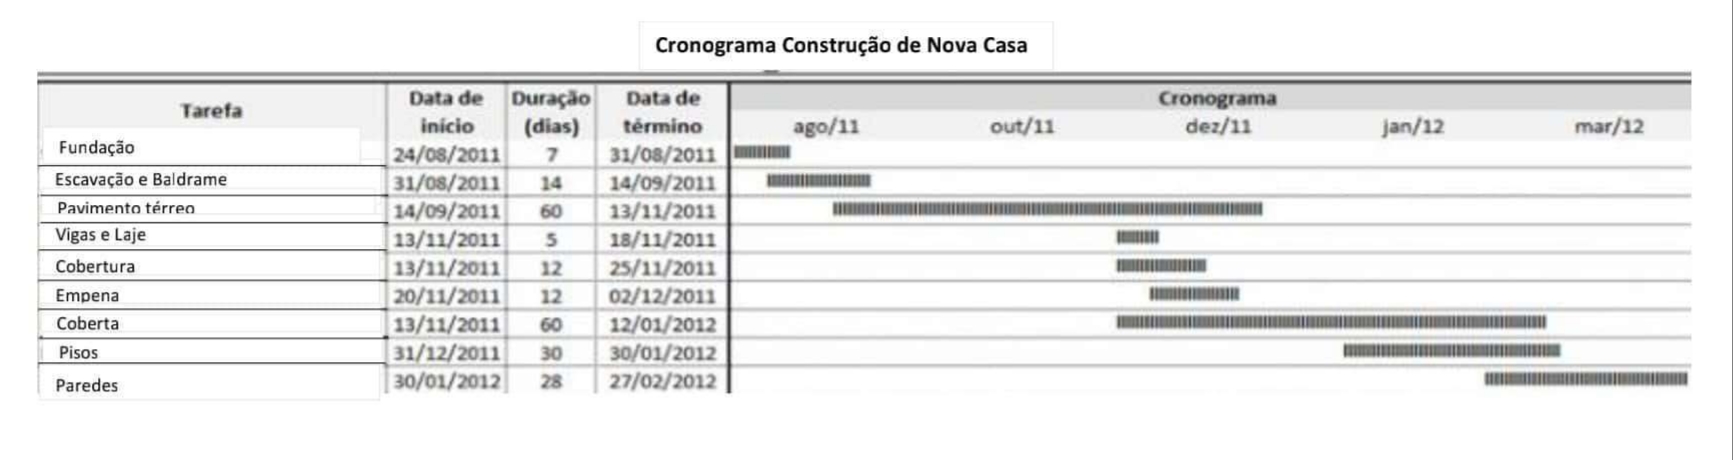 Cronograma Construção de Nova Casa
Tarefa Data de início Duração (dias) Data de término Cronograma
ago/11 out/11 dez/11 jan/12 mar/12
Fundação 24/08/2011 7 31/08/2011
Escavação e Baldrame 31/08/2011 14 14/09/2011
Pavimento térreo 14/09/2011 60 13/11/2011
Vigas e Laje 13/11/2011 5 18/11/2011
Cobertura 13/11/2011 12 25/11/2011
Empena 20/11/2011 12 02/12/2011
Coberta 13/11/2011 60 12/01/2012
Pisos 31/12/2011 30 30/01/2012
Paredes 30/01/2012 28 27/02/2012